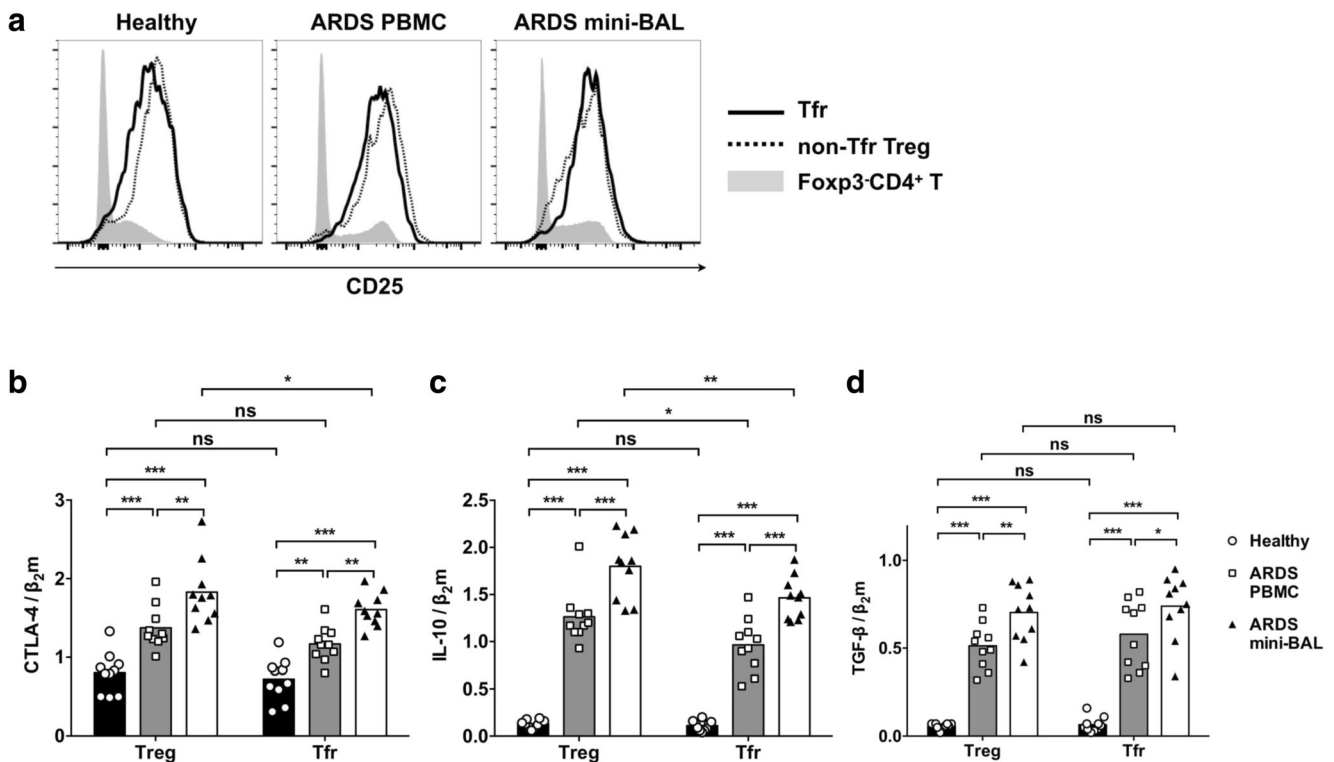 a
Healthy
ARDS PBMC
ARDS mini-BAL
Tfr
non-Tfr Treg
Foxp3-CD4+ T
CD25
b
*
ns
ns
***
***
**
***
**
**
CTLA-4 / β2m
3
2
1
0
Treg
Tfr
c
**
*
ns
***
***
***
***
***
***
IL-10 / β2m
2.5
2.0
1.5
1.0
0.5
0.0
Treg
Tfr
d
ns
ns
ns
***
***
**
***
***
*
TGF-β / β2m
1.0
0.5
0.0
Treg
Tfr
Healthy
ARDS
PBMC
ARDS
mini-BAL